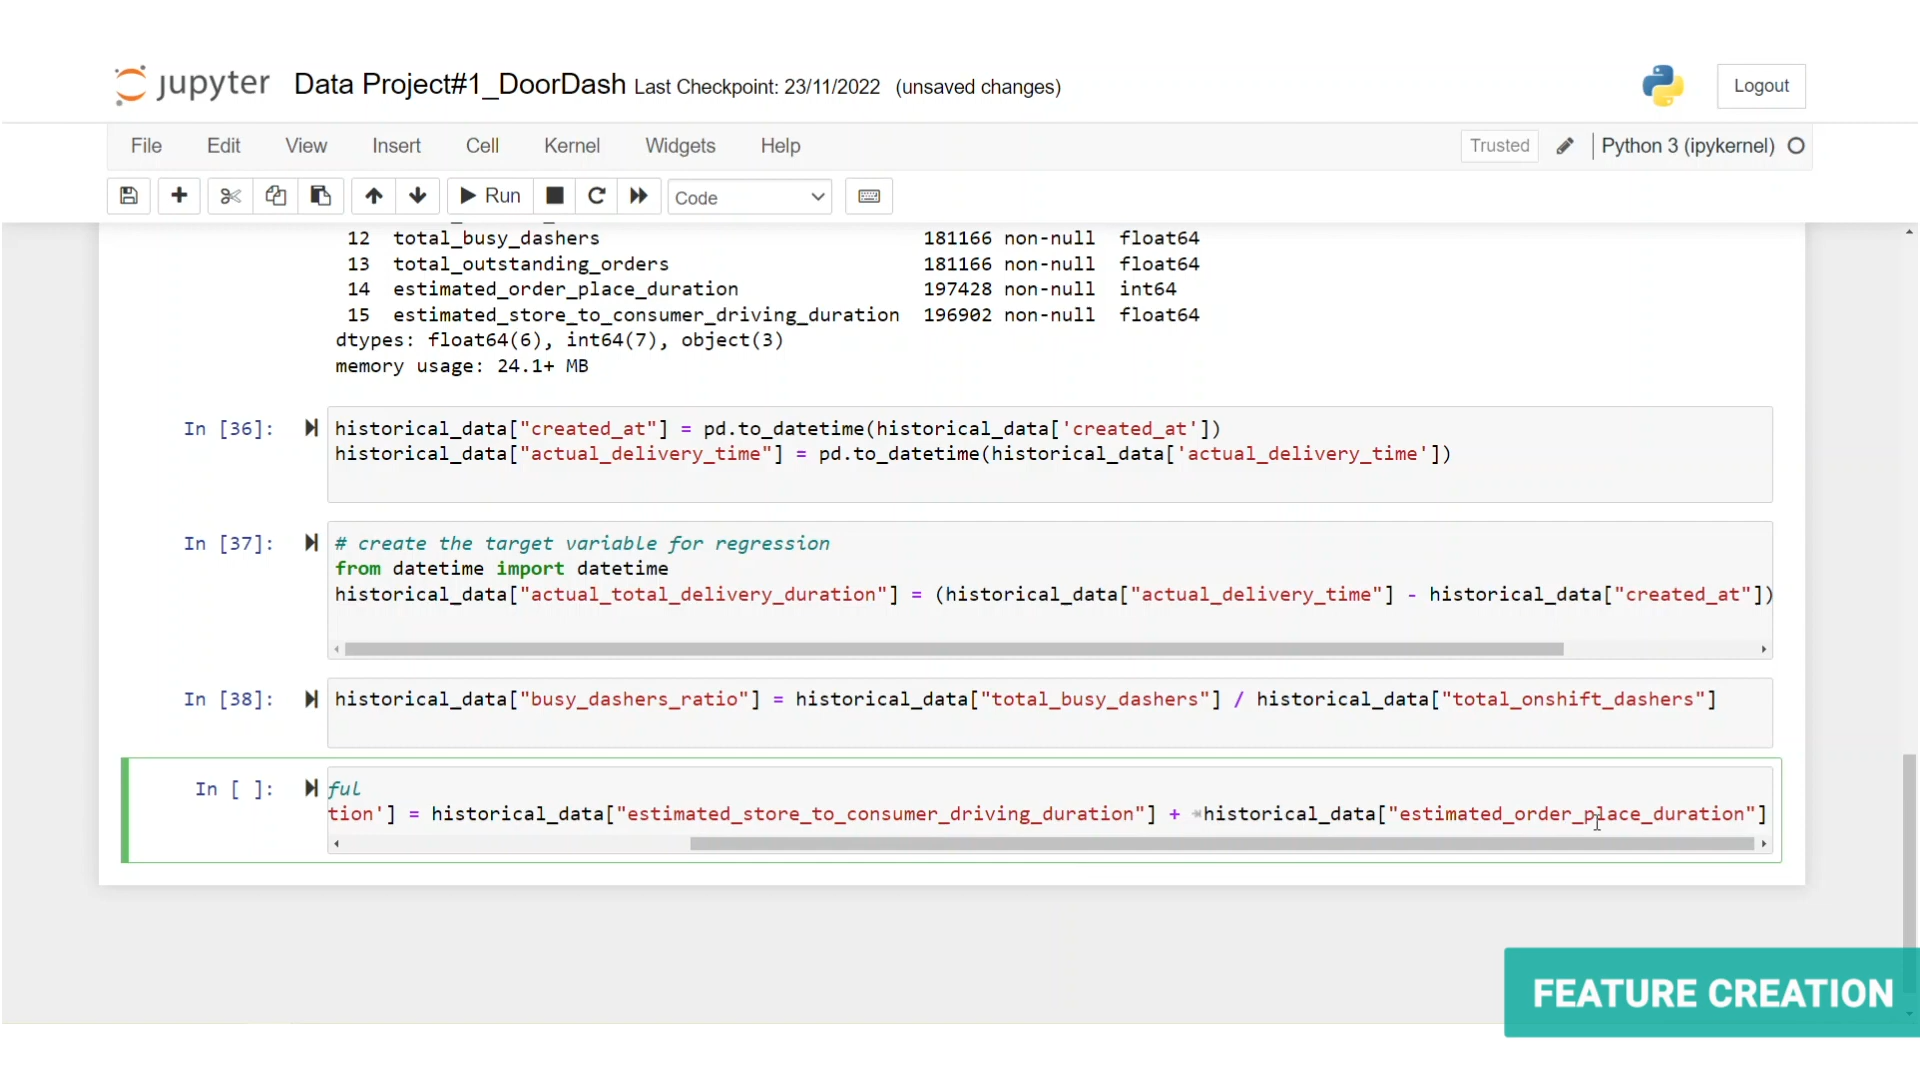 jupyter Data Project#1_DoorDash Last Checkpoint: 23/11/2022 (unsaved changes)
Logout
File Edit View Insert Cell Kernel Widgets Help
Trusted
Python 3 (ipykernel)
Run
Code
12 total_busy_dashers 181166 non-null float64
13 total_outstanding_orders 181166 non-null float64
14 estimated_order_place_duration 197428 non-null int64
15 estimated_store_to_consumer_driving_duration 196902 non-null float64
dtypes: float64(6), int64(7), object(3)
memory usage: 24.1+ MB
In [36]: historical_data["created_at"] = pd.to_datetime(historical_data['created_at'])
historical_data["actual_delivery_time"] = pd.to_datetime(historical_data['actual_delivery_time'])
In [37]: # create the target variable for regression
from datetime import datetime
historical_data["actual_total_delivery_duration"] = (historical_data["actual_delivery_time"] - historical_data["created_at"])
In [38]: historical_data["busy_dashers_ratio"] = historical_data["total_busy_dashers"] / historical_data["total_onshift_dashers"]
In [ ]: ful
tion'] = historical_data["estimated_store_to_consumer_driving_duration"] + historical_data["estimated_order_place_duration"]
FEATURE CREATION